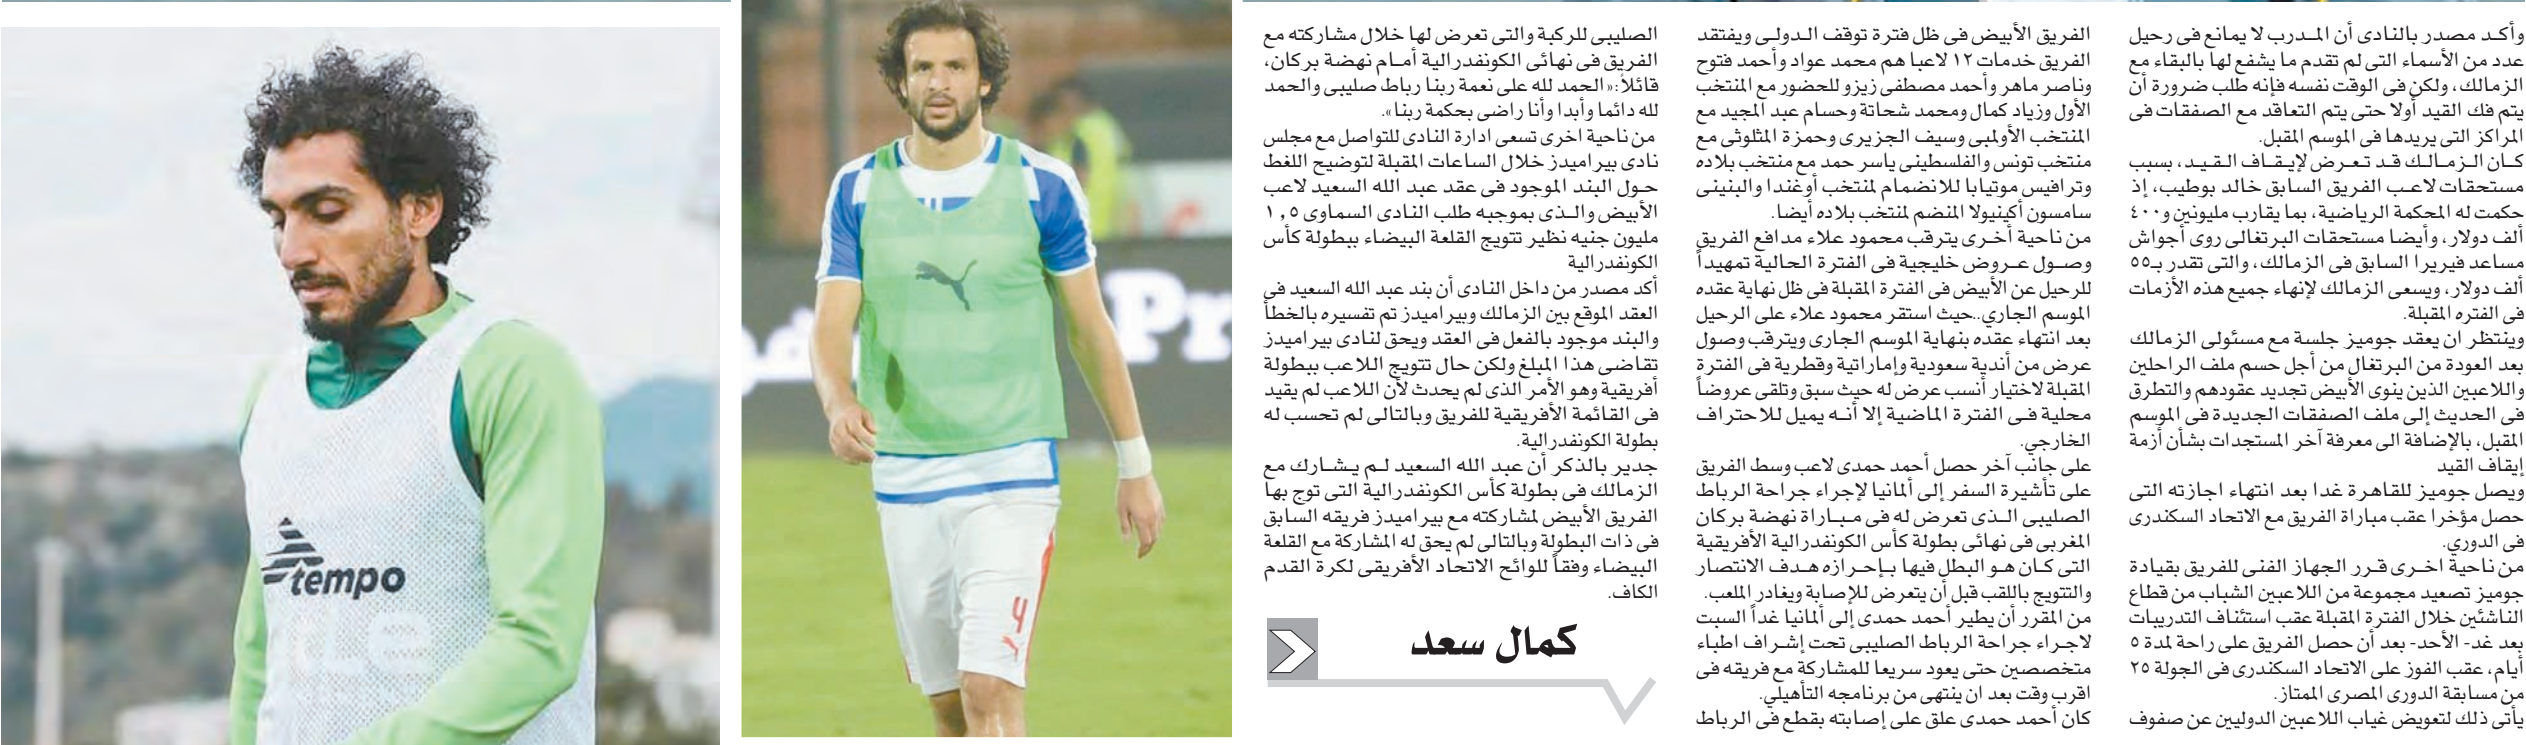 وأكد مصدر بالنادى أن المدرب لا يمانع فى رحيل
عدد من الأسماء التى لم تقدم ما يشفع لها بالبقاء مع
الزمالك، ولكن فى الوقت نفسه فإنه طلب ضرورة أن
يتم فك القيد أولا حتى يتم التعاقد مع الصفقات فى
المراكز التى يريدها فى الموسم المقبل.
كان الزمالك قد تعرض لإيقاف القيد، بسبب
مستحقات لاعب الفريق السابق خالد بوطيب، إذ
حكمت له المحكمة الرياضية، بما يقارب مليونين و٤٠٠
ألف دولار، وأيضا مستحقات البرتغالى روى أجواش
مساعد فيريرا السابق فى الزمالك، والتى تقدر بـ٥٥
ألف دولار، ويسعى الزمالك لإنهاء جميع هذه الأزمات
فى الفتره المقبلة.
وينتظر ان يعقد جوميز جلسة مع مسئولى الزمالك
بعد العودة من البرتغال من أجل حسم ملف الراحلين
واللاعبين الذين ينوى الأبيض تجديد عقودهم والتطرق
فى الحديث إلى ملف الصفقات الجديدة فى الموسم
المقبل، بالإضافة الى معرفة آخر المستجدات بشأن أزمة
إيقاف القيد
ويصل جوميز للقاهرة غدا بعد انتهاء اجازته التى
حصل مؤخرا عقب مباراة الفريق مع الاتحاد السكندرى
فى الدوري.
من ناحية اخرى قرر الجهاز الفنى للفريق بقيادة
جوميز تصعيد مجموعة من اللاعبين الشباب من قطاع
الناشئين خلال الفترة المقبلة عقب استئناف التدريبات
بعد غد- الأحد- بعد أن حصل الفريق على راحة لمدة ٥
أيام، عقب الفوز على الاتحاد السكندرى فى الجولة ٢٥
من مسابقة الدورى المصرى الممتاز.
يأتى ذلك لتعويض غياب اللاعبين الدوليين عن صفوف
الفريق الأبيض فى ظل فترة توقف الدولى ويفتقد
الفريق خدمات ١٢ لاعبا هم محمد عواد وأحمد فتوح
وناصر ماهر وأحمد مصطفى زيزو للحضور مع المنتخب
الأول وزياد كمال ومحمد شحاتة وحسام عبد المجيد مع
المنتخب الأولمبى وسيف الجزيرى وحمزة المثلوثى مع
منتخب تونس والفلسطينى ياسر حمد مع منتخب بلاده
وترافيس موتيابا للانضمام لمنتخب أوغندا والبنينى
سامسون أكينيولا المنضم لمنتخب بلاده أيضا.
من ناحية أخرى يترقب محمود علاء مدافع الفريق
وصول عروض خليجية فى الفترة الحالية تمهيداً
للرحيل عن الأبيض فى الفترة المقبلة فى ظل نهاية عقده
الموسم الجاري..حيث استقر محمود علاء على الرحيل
بعد انتهاء عقده بنهاية الموسم الجارى ويترقب وصول
عرض من أندية سعودية وإماراتية وقطرية فى الفترة
المقبلة لاختيار أنسب عرض له حيث سبق وتلقى عروضاً
محلية فى الفترة الماضية إلا أنه يميل للاحتراف
الخارجي.
على جانب آخر حصل أحمد حمدى لاعب وسط الفريق
على تأشيرة السفر إلى ألمانيا لإجراء جراحة الرباط
الصليبى الذى تعرض له فى مباراة نهضة بركان
المغربى فى نهائى بطولة كأس الكونفدرالية الأفريقية
التى كان هو البطل فيها بإحرازه هدف الانتصار
والتتويج باللقب قبل أن يتعرض للإصابة ويغادر الملعب.
من المقرر أن يطير أحمد حمدى إلى ألمانيا غداً السبت
لاجراء جراحة الرباط الصليبى تحت إشراف اطباء
متخصصين حتى يعود سريعا للمشاركة مع فريقه فى
اقرب وقت بعد ان ينتهى من برنامجه التأهيلي.
كان أحمد حمدى علق على إصابته بقطع فى الرباط
الصليبى للركبة والتى تعرض لها خلال مشاركته مع
الفريق فى نهائى الكونفدرالية أمام نهضة بركان،
قائلاً:« الحمد لله على نعمة ربنا رباط صليبى والحمد
لله دائما وأبدا وأنا راضى بحكمة ربنا».
من ناحية اخرى تسعى ادارة النادى للتواصل مع مجلس
نادى بيراميدز خلال الساعات المقبلة لتوضيح اللغط
حول البند الموجود فى عقد عبد الله السعيد لاعب
الأبيض والذى بموجبه طلب النادى السماوى ١,٥
مليون جنيه نظير تتويج القلعة البيضاء ببطولة كأس
الكونفدرالية
أكد مصدر من داخل النادى أن بند عبد الله السعيد فى
العقد الموقع بين الزمالك وبيراميدز تم تفسيره بالخطأ
والبند موجود بالفعل فى العقد ويحق لنادى بيراميدز
تقاضى هذا المبلغ ولكن حال تتويج اللاعب ببطولة
أفريقية وهو الأمر الذى لم يحدث لأن اللاعب لم يقيد
فى القائمة الأفريقية للفريق وبالتالى لم تحسب له
بطولة الكونفدرالية.
جدير بالذكر أن عبد الله السعيد لم يشارك مع
الزمالك فى بطولة كأس الكونفدرالية التى توج بها
الفريق الأبيض لمشاركته مع بيراميدز فريقه السابق
فى ذات البطولة وبالتالى لم يحق له المشاركة مع القلعة
البيضاء وفقاً للوائح الاتحاد الأفريقى لكرة القدم
الكاف.
كمال سعد
Pr
4
tempo